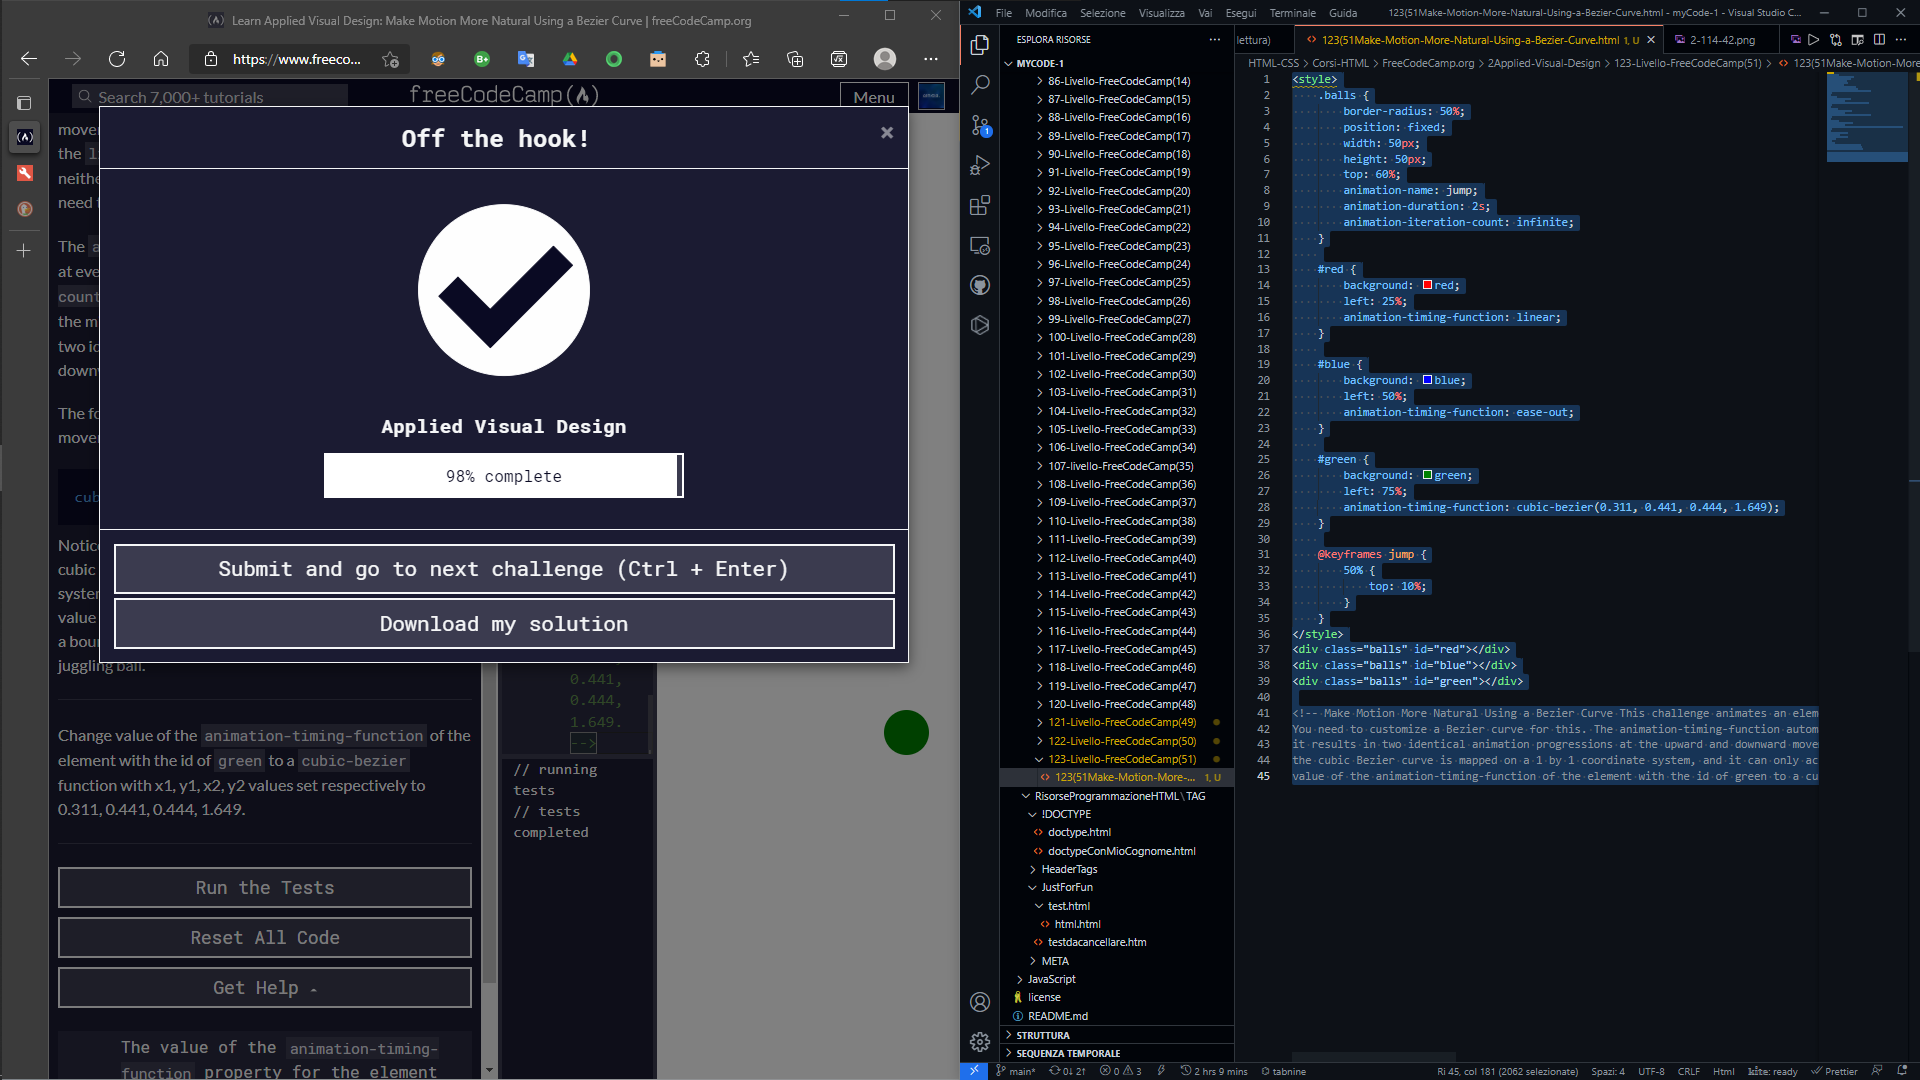 Learn Applied Visual Design: Make Motion More Natural Using a Bezier Curve | freeCodeCamp.org
https://www.freeco...
Search 7,000+ tutorials
freeCodeCamp(🔥)
Menu
Off the hook!
×
Applied Visual Design
98% complete
Submit and go to next challenge (Ctrl + Enter)
Download my solution
mover
the
neithe
need t
The
at eve
count
the m
two ic
downv
The fo
mover
cub
Notic
cubic
syster
value
a bour
juggling ball.
Change value of the animation-timing-function of the
element with the id of green to a cubic-bezier
function with x1, y1, x2, y2 values set respectively to
0.311, 0.441, 0.444, 1.649.
Run the Tests
Reset All Code
Get Help
The value of the animation-timing-
function property for the element
0.441,
0.444,
1.649.
-->
// running
tests
// tests
completed
File Modifica Selezione Visualizza Vai Esegui Terminale Guida
123(51Make-Motion-More-Natural-Using-a-Bezier-Curve.html - myCode-1 - Visual Studio C...
ESPLORA RISORSE
MYCODE-1
86-Livello-FreeCodeCamp(14)
87-Livello-FreeCodeCamp(15)
88-Livello-FreeCodeCamp(16)
89-Livello-FreeCodeCamp(17)
90-Livello-FreeCodeCamp(18)
91-Livello-FreeCodeCamp(19)
92-Livello-FreeCodeCamp(20)
93-Livello-FreeCodeCamp(21)
94-Livello-FreeCodeCamp(22)
95-Livello-FreeCodeCamp(23)
96-Livello-FreeCodeCamp(24)
97-Livello-FreeCodeCamp(25)
98-Livello-FreeCodeCamp(26)
99-Livello-FreeCodeCamp(27)
100-Livello-FreeCodeCamp(28)
101-Livello-FreeCodeCamp(29)
102-Livello-FreeCodeCamp(30)
103-Livello-FreeCodeCamp(31)
104-Livello-FreeCodeCamp(32)
105-Livello-FreeCodeCamp(33)
106-Livello-FreeCodeCamp(34)
107-livello-FreeCodeCamp(35)
108-Livello-FreeCodeCamp(36)
109-Livello-FreeCodeCamp(37)
110-Livello-FreeCodeCamp(38)
111-Livello-FreeCodeCamp(39)
112-Livello-FreeCodeCamp(40)
113-Livello-FreeCodeCamp(41)
114-Livello-FreeCodeCamp(42)
115-Livello-FreeCodeCamp(43)
116-Livello-FreeCodeCamp(44)
117-Livello-FreeCodeCamp(45)
118-Livello-FreeCodeCamp(46)
119-Livello-FreeCodeCamp(47)
120-Livello-FreeCodeCamp(48)
121-Livello-FreeCodeCamp(49)
122-Livello-FreeCodeCamp(50)
123-Livello-FreeCodeCamp(51)
123(51Make-Motion-More-... 1, U
RisorseProgrammazioneHTML\TAG
!DOCTYPE
doctype.html
doctypeConMioCognome.html
HeaderTags
JustForFun
test.html
html.html
testdacancellare.htm
META
JavaScript
license
README.md
STRUTTURA
SEQUENZA TEMPORALE
lettura)
123(51Make-Motion-More-Natural-Using-a-Bezier-Curve.html 1, U
2-114-42.png
HTML-CSS > Corsi-HTML > FreeCodeCamp.org > 2Applied-Visual-Design > 123-Livello-FreeCodeCamp(51) > 123(51Make-Motion-More
1 <style>
2 .balls {
3 border-radius: 50%;
4 position: fixed;
5 width: 50px;
6 height: 50px;
7 top: 60%;
8 animation-name: jump;
9 animation-duration: 2s;
10 animation-iteration-count: infinite;
11 }
12
13 #red {
14 background: red;
15 left: 25%;
16 animation-timing-function: linear;
17 }
18
19 #blue {
20 background: blue;
21 left: 50%;
22 animation-timing-function: ease-out;
23 }
24
25 #green {
26 background: green;
27 left: 75%;
28 animation-timing-function: cubic-bezier(0.311, 0.441, 0.444, 1.649);
29 }
30
31 @keyframes jump {
32 50% {
33 top: 10%;
34 }
35 }
36 </style>
37 <div class="balls" id="red"></div>
38 <div class="balls" id="blue"></div>
39 <div class="balls" id="green"></div>
40
41 <!-- Make Motion More Natural Using a Bezier Curve This challenge animates an elem
42 You need to customize a Bezier curve for this. The animation-timing-function autom
43 it results in two identical animation progressions at the upward and downward move
44 the cubic Bezier curve is mapped on a 1 by 1 coordinate system, and it can only ac
45 value of the animation-timing-function of the element with the id of green to a cu
main* 0↓ 2↑ 0 3 2 hrs 9 mins tabnine
Ri 45, col 181 (2062 selezionate) Spazi: 4 UTF-8 CRLF Html kite: ready Prettier